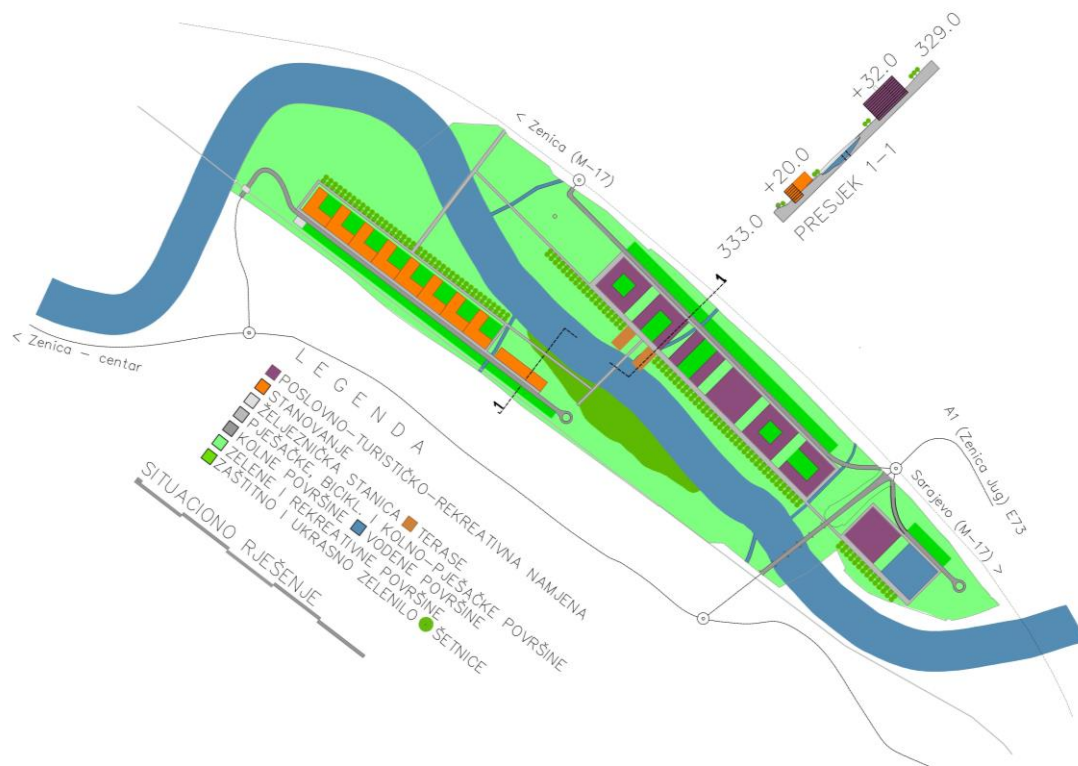 < Zenica (M-17)
+32.0
329.0
+20.0
333.0
PRESJEK 1-1
1
1
< Zenica - centar
A1 (Zenica Jug) E73
Sarajevo (M-17) >
LEGENDA
POSLOVNO-TURISTIČKO-REKREATIVNA NAMJENA
STANOVANJE
ŽELJEZNIČKA STANICA TERASE
PJEŠAČKE, BICIKL. I KOLNO-PJEŠAČKE POVRŠINE
KOLNE POVRŠINE VODENE POVRŠINE
ZELENE I REKREATIVNE POVRŠINE
ZAŠTITNO I UKRASNO ZELENILO ŠETNICE
SITUACIONO RJEŠENJE